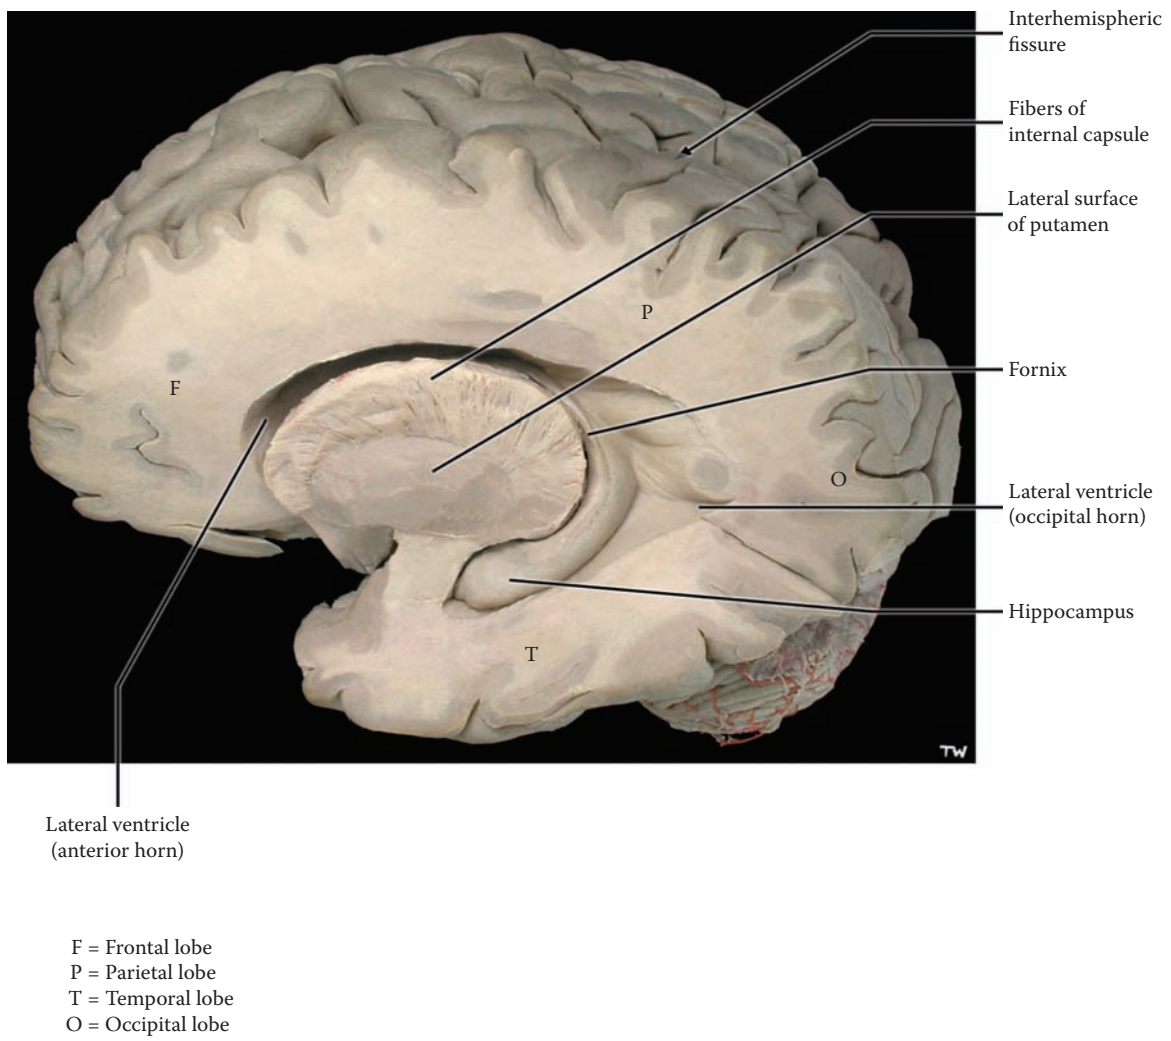 Interhemispheric
fissure
Fibers of
internal capsule
Lateral surface
of putamen
P
Fornix
F
O
Lateral ventricle
(occipital horn)
Hippocampus
T
TW
Lateral ventricle
(anterior horn)
F = Frontal lobe
P = Parietal lobe
T = Temporal lobe
O = Occipital lobe